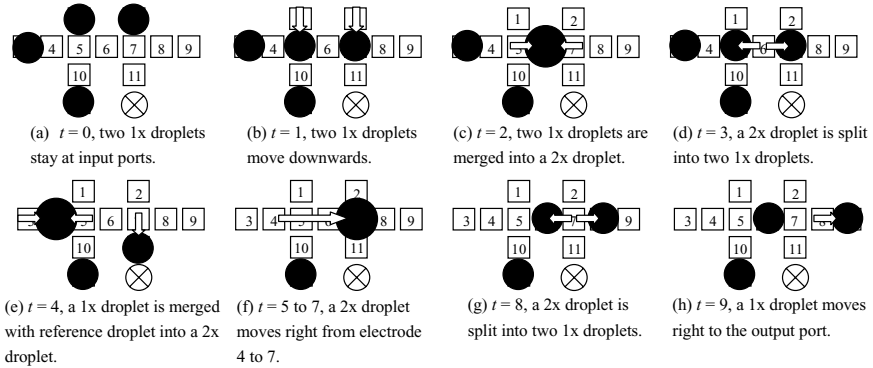 1 2
1 2
4 5 6 7 8 9
4 6 8 9
4 8 9
4 6 8 9
10 11
10 11
10 11
10 11
(a) t = 0, two 1x droplets
stay at input ports.
(b) t = 1, two 1x droplets
move downwards.
(c) t = 2, two 1x droplets are
merged into a 2x droplet.
(d) t = 3, a 2x droplet is split
into two 1x droplets.
1 2
1 2
1 2
1 2
6 8 9
3 4 8 9
3 4 5 7 9
3 4 5 7 8
10
10 11
10 11
10 11
(e) t = 4, a 1x droplet is merged
with reference droplet into a 2x
droplet.
(f) t = 5 to 7, a 2x droplet
moves right from electrode
4 to 7.
(g) t = 8, a 2x droplet is
split into two 1x droplets.
(h) t = 9, a 1x droplet moves
right to the output port.